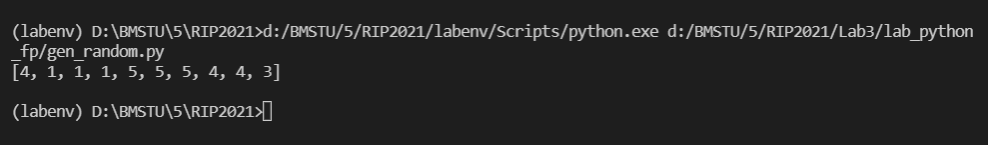 (labenv) D:\BMSTU\5\RIP2021>d:/BMSTU/5/RIP2021/labenv/Scripts/python.exe d:/BMSTU/5/RIP2021/Lab3/lab_python
_fp/gen_random.py
[4, 1, 1, 1, 5, 5, 5, 4, 4, 3]
(labenv) D:\BMSTU\5\RIP2021>